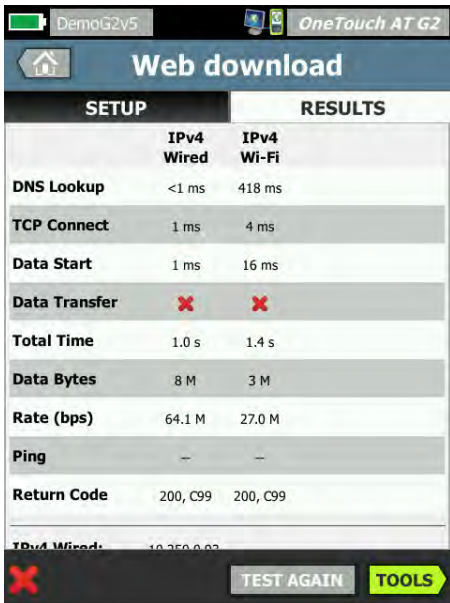 DemoG2v5 OneTouch AT G2
Web download
SETUP RESULTS
IPv4 IPv4
Wired Wi-Fi
DNS Lookup <1 ms 418 ms
TCP Connect 1 ms 4 ms
Data Start 1 ms 16 ms
Data Transfer
Total Time 1.0 s 1.4 s
Data Bytes 8 M 3 M
Rate (bps) 64.1 M 27.0 M
Ping -- --
Return Code 200, C99 200, C99
IPv4 Wired:
TEST AGAIN TOOLS